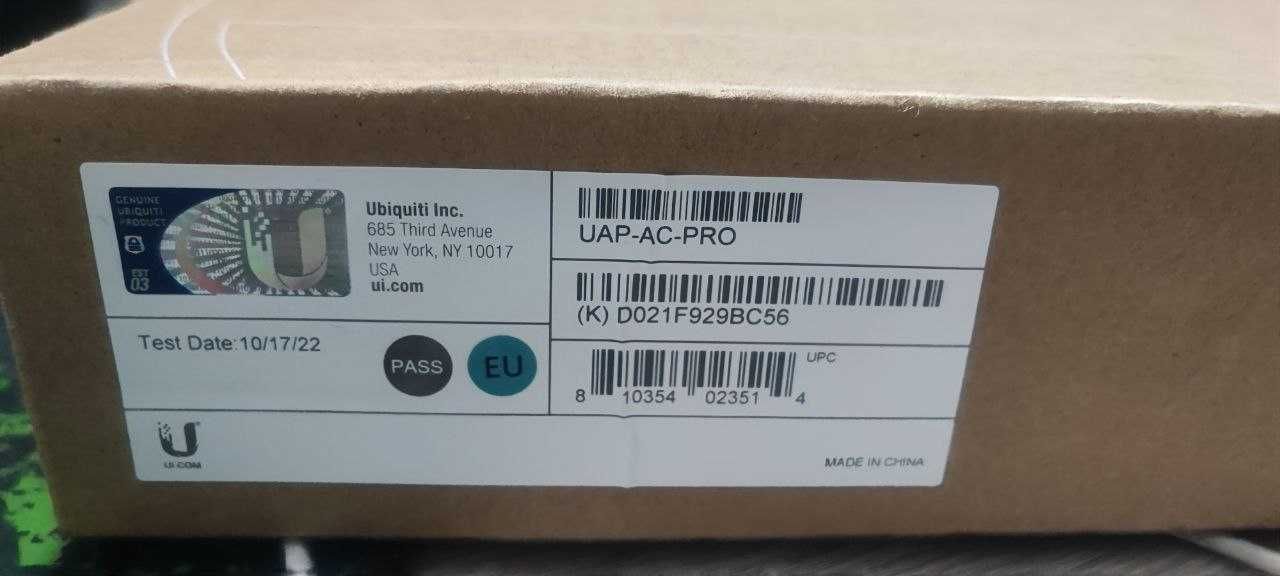 GENUINE
UBIQUITI
PRODUCT
EST
03
Ubiquiti Inc.
685 Third Avenue
New York, NY 10017
USA
ui.com
UAP-AC-PRO
(K) D021F929BC56
Test Date:10/17/22
PASS
EU
UPC
8 10354 02351 4
UI.COM
MADE IN CHINA